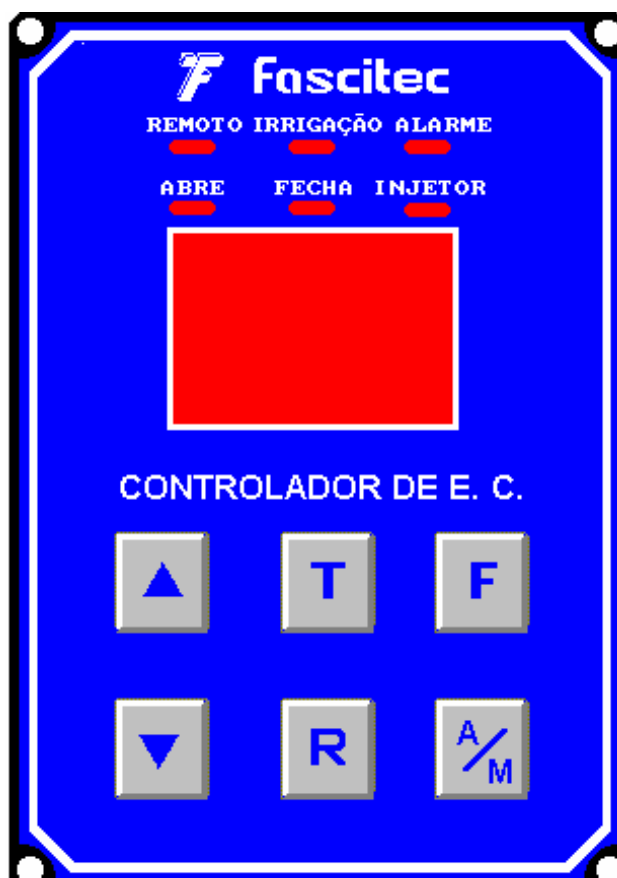 Fascitec
REMOTO IRRIGAÇÃO ALARME
ABRE FECHA INJETOR
CONTROLADOR DE E. C.
▲ T F
▼ R A/M